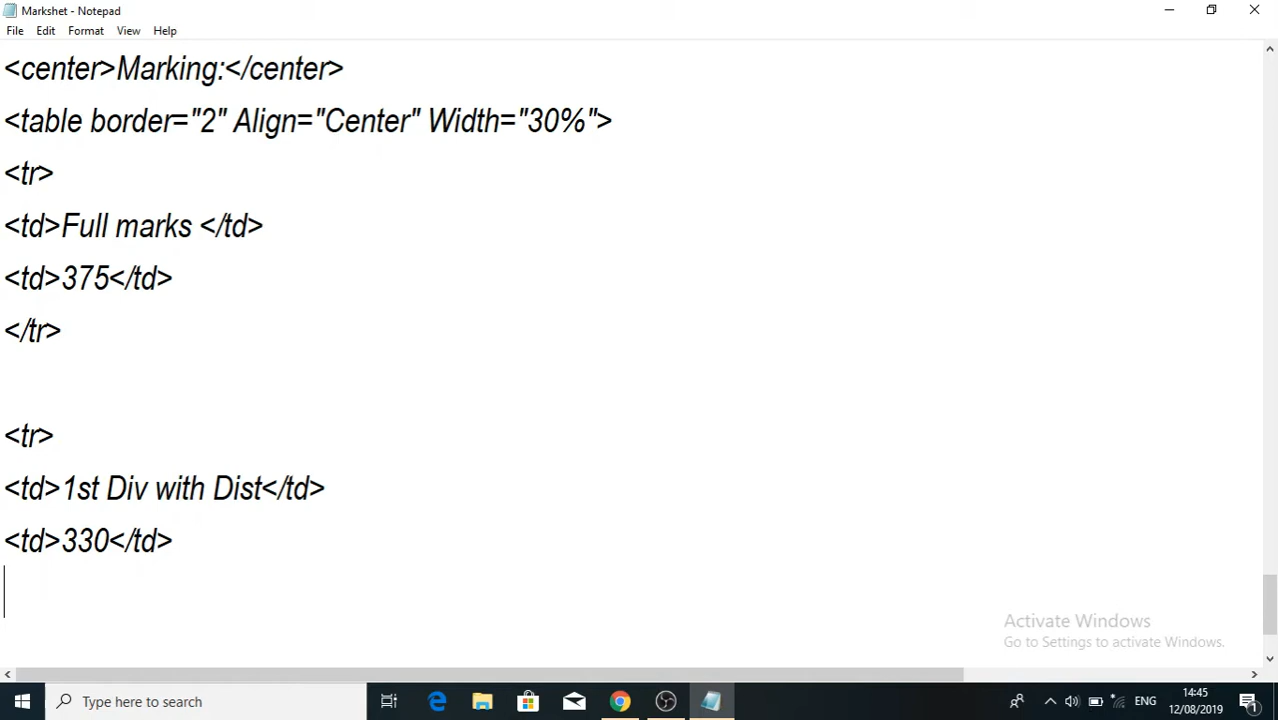 Markshet - Notepad
File Edit Format View Help
<center>Marking:</center>
<table border="2" Align="Center" Width="30%">
<tr>
<td>Full marks </td>
<td>375</td>
</tr>
<tr>
<td>1st Div with Dist</td>
<td>330</td>
Activate Windows
Go to Settings to activate Windows.
Type here to search
ENG
14:45
12/08/2019
1